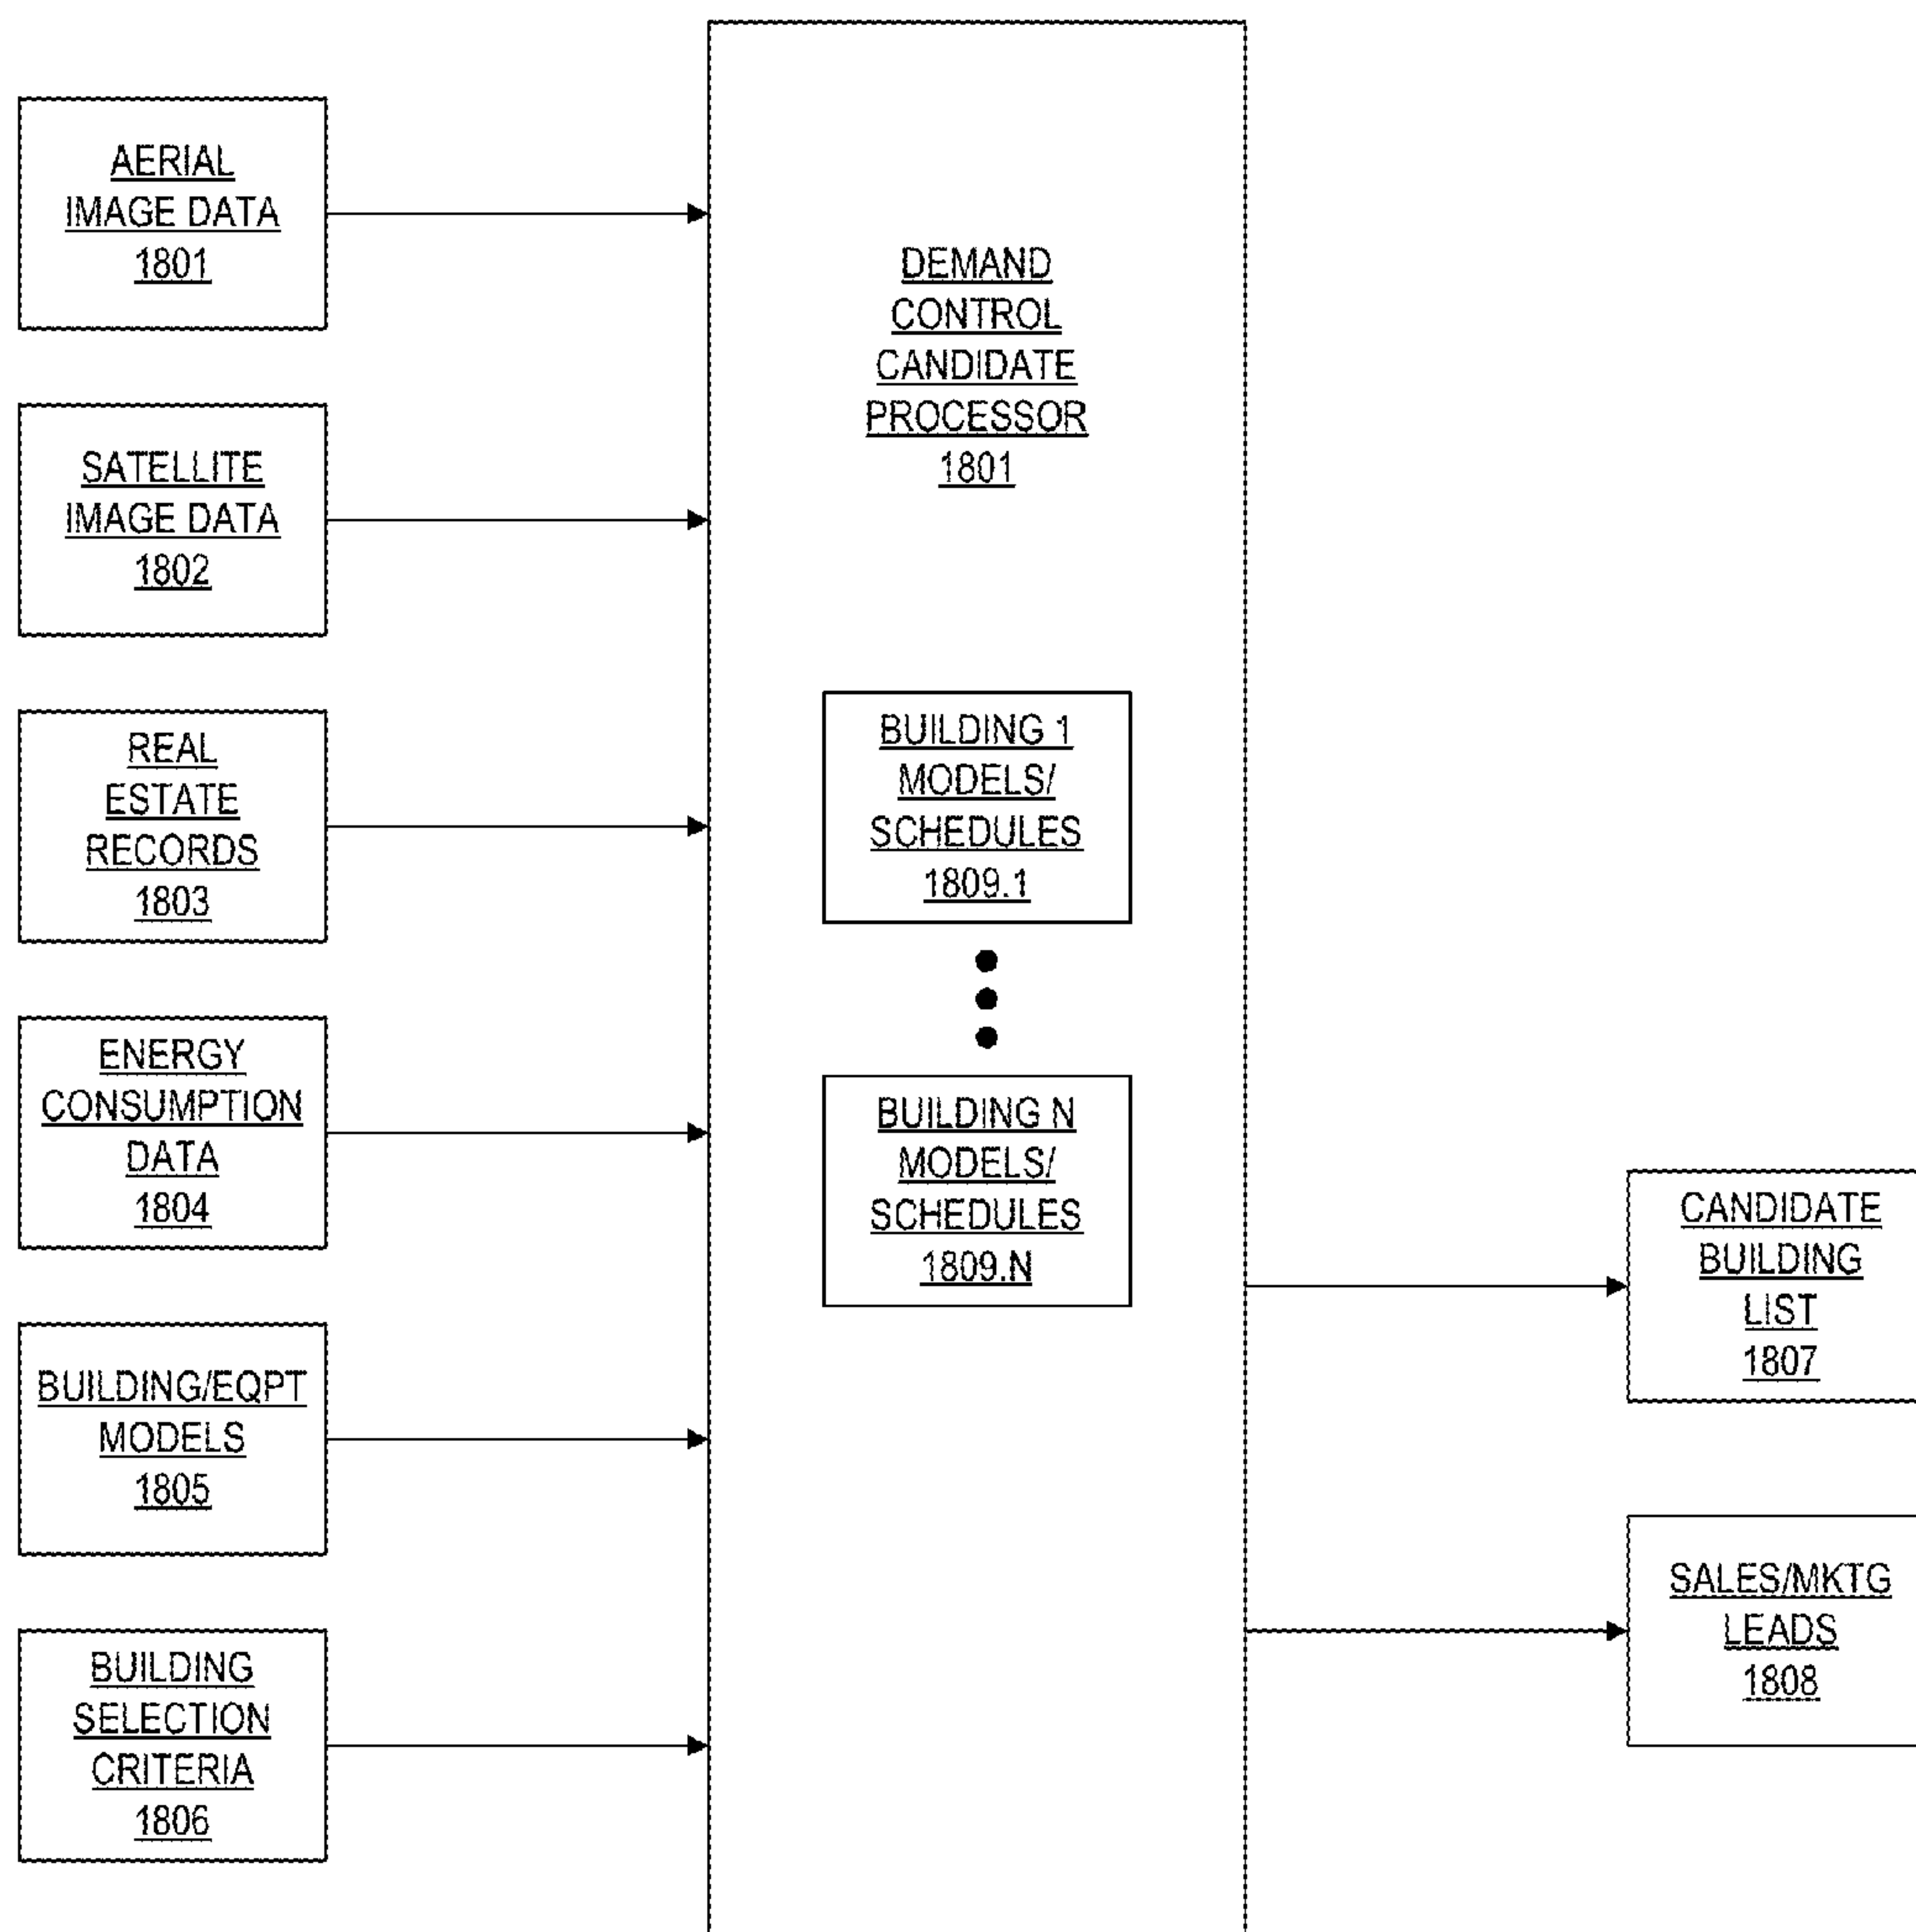 AERIAL
IMAGE DATA
1801
SATELLITE
IMAGE DATA
1802
REAL
ESTATE
RECORDS
1803
ENERGY
CONSUMPTION
DATA
1804
BUILDING/EQPT
MODELS
1805
BUILDING
SELECTION
CRITERIA
1806
DEMAND
CONTROL
CANDIDATE
PROCESSOR
1801
BUILDING 1
MODELS/
SCHEDULES
1809.1
BUILDING N
MODELS/
SCHEDULES
1809.N
CANDIDATE
BUILDING
LIST
1807
SALES/MKTG
LEADS
1808